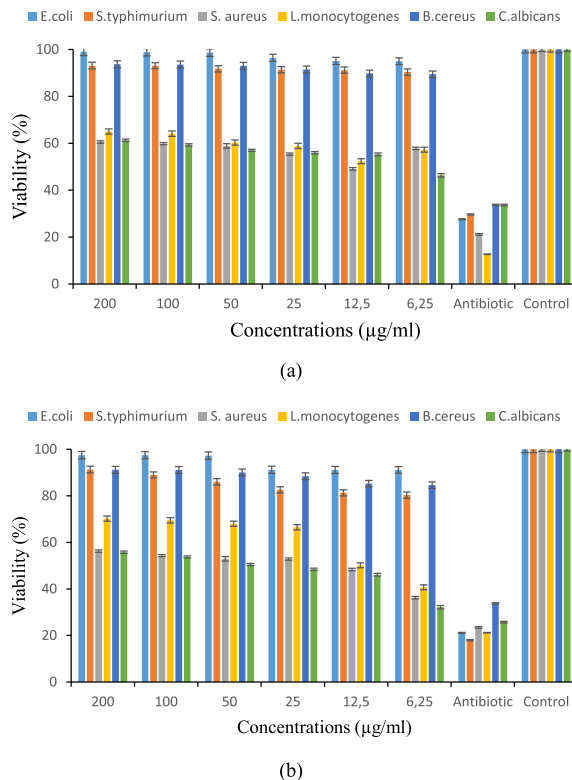 E.coli S.typhimurium S. aureus L.monocytogenes B.cereus C.albicans
100
80
60
40
20
0
Viability (%)
200 100 50 25 12,5 6,25 Antibiotic Control
Concentrations (µg/ml)
(a)
E.coli S.typhimurium S. aureus L.monocytogenes B.cereus C.albicans
100
80
60
40
20
0
Viability (%)
200 100 50 25 12,5 6,25 Antibiotic Control
Concentrations (µg/ml)
(b)